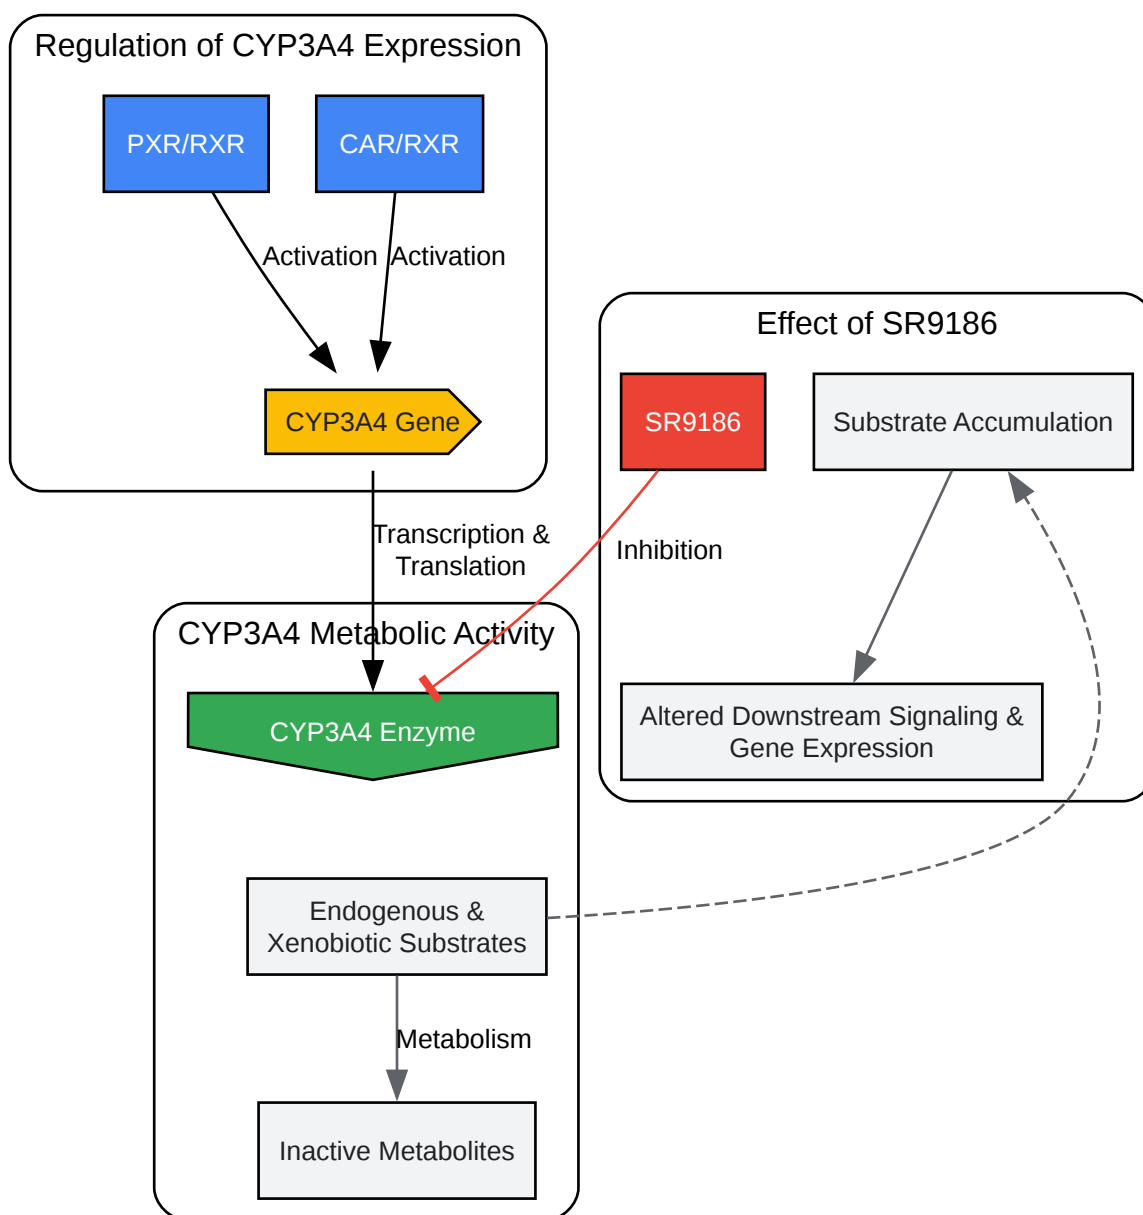 Regulation of CYP3A4 Expression
PXR/RXR
CAR/RXR
Activation
Activation
CYP3A4 Gene
Effect of SR9186
SR9186
Substrate Accumulation
Transcription &
Translation
Inhibition
CYP3A4 Metabolic Activity
CYP3A4 Enzyme
Altered Downstream Signaling &
Gene Expression
Endogenous &
Xenobiotic Substrates
Metabolism
Inactive Metabolites